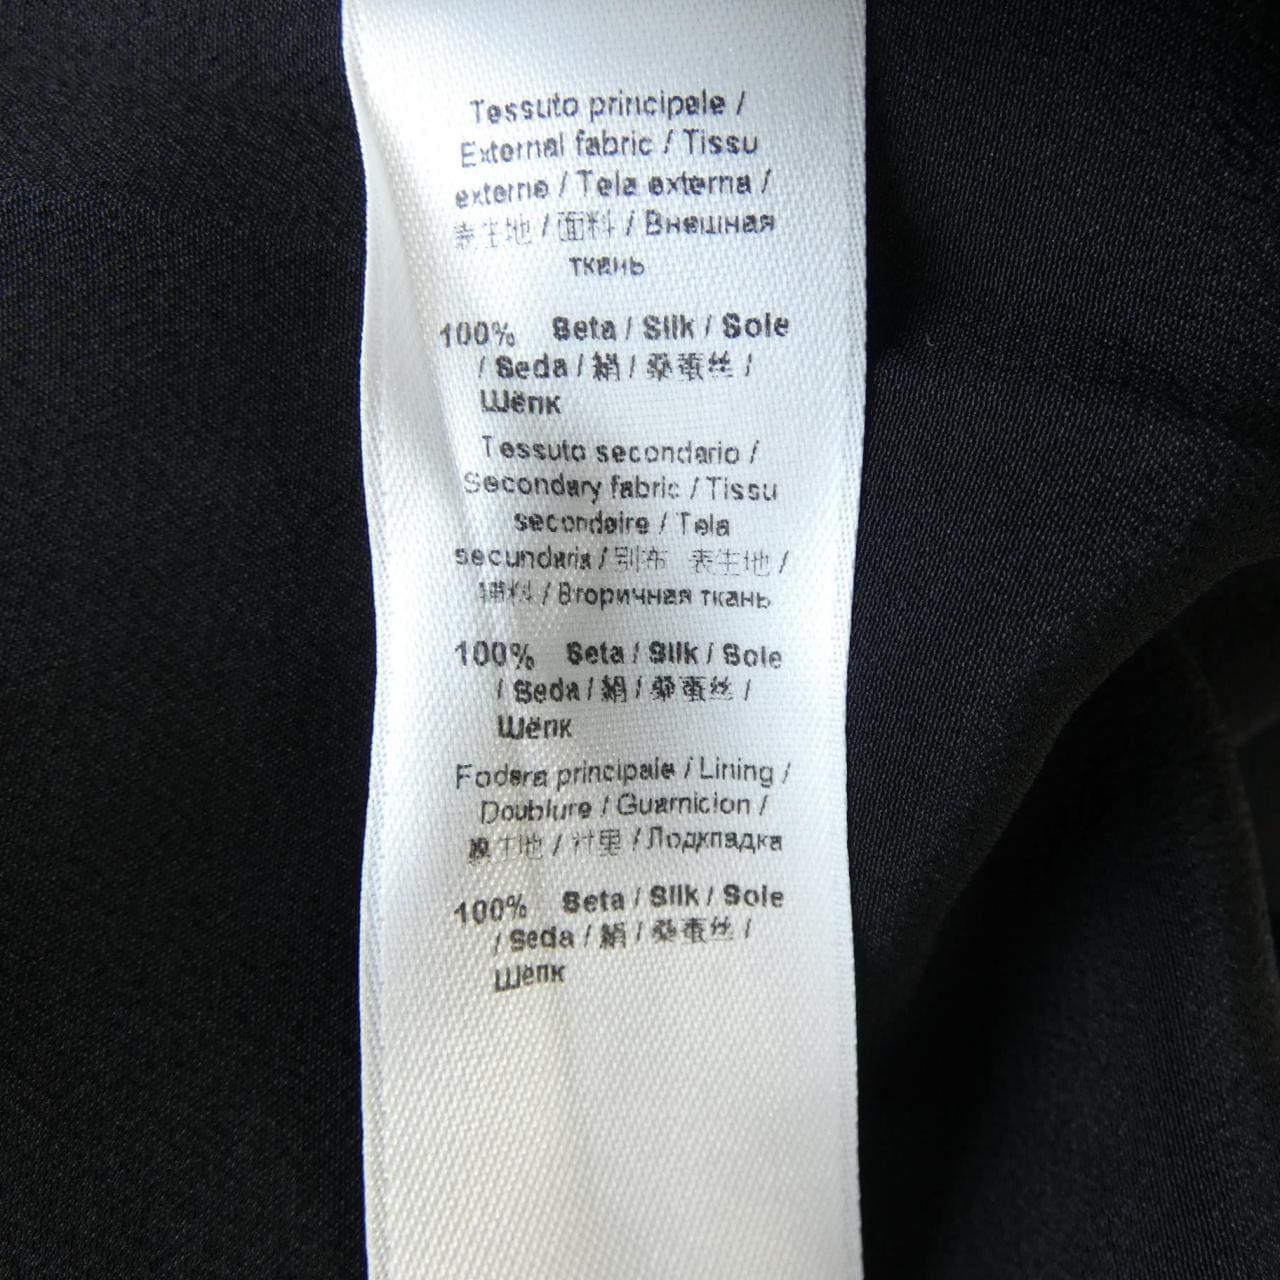 Tessuto principale /
External fabric / Tissu
externe / Tela externa /
表生地 / 面料 / Внешная
ткань
100% Seta / Silk / Sole
/ Seda / 絹 / 桑蚕丝 /
Шёлк
Tessuto secondario /
Secondary fabric / Tissu
secondaire / Tela
secundaria / 别布 表生地 /
辅料 / Вторичная ткань
100% Seta / Silk / Sole
/ Seda / 絹 / 桑蚕丝 /
Шёлк
Fodera principale / Lining /
Doublure / Guarnicion /
裏生地 / 衬里 / Подкладка
100% Seta / Silk / Sole
/ Seda / 絹 / 桑蚕丝 /
Шёлк